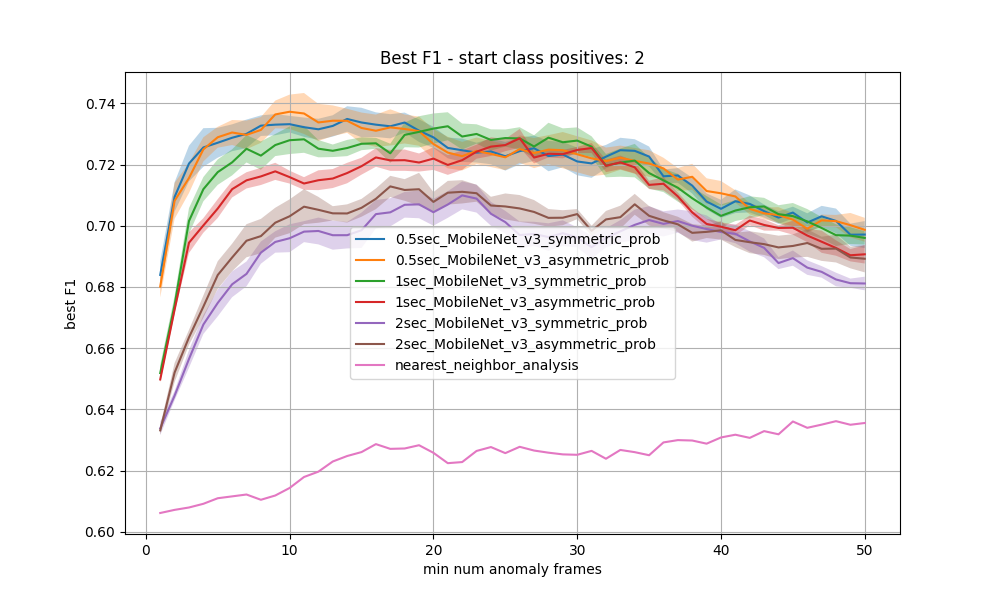 Best F1 - start class positives: 2
best F1
0.74
0.72
0.70
0.68
0.66
0.64
0.62
0.60
0.5sec_MobileNet_v3_symmetric_prob
0.5sec_MobileNet_v3_asymmetric_prob
1sec_MobileNet_v3_symmetric_prob
1sec_MobileNet_v3_asymmetric_prob
2sec_MobileNet_v3_symmetric_prob
2sec_MobileNet_v3_asymmetric_prob
nearest_neighbor_analysis
0 10 20 30 40 50
min num anomaly frames